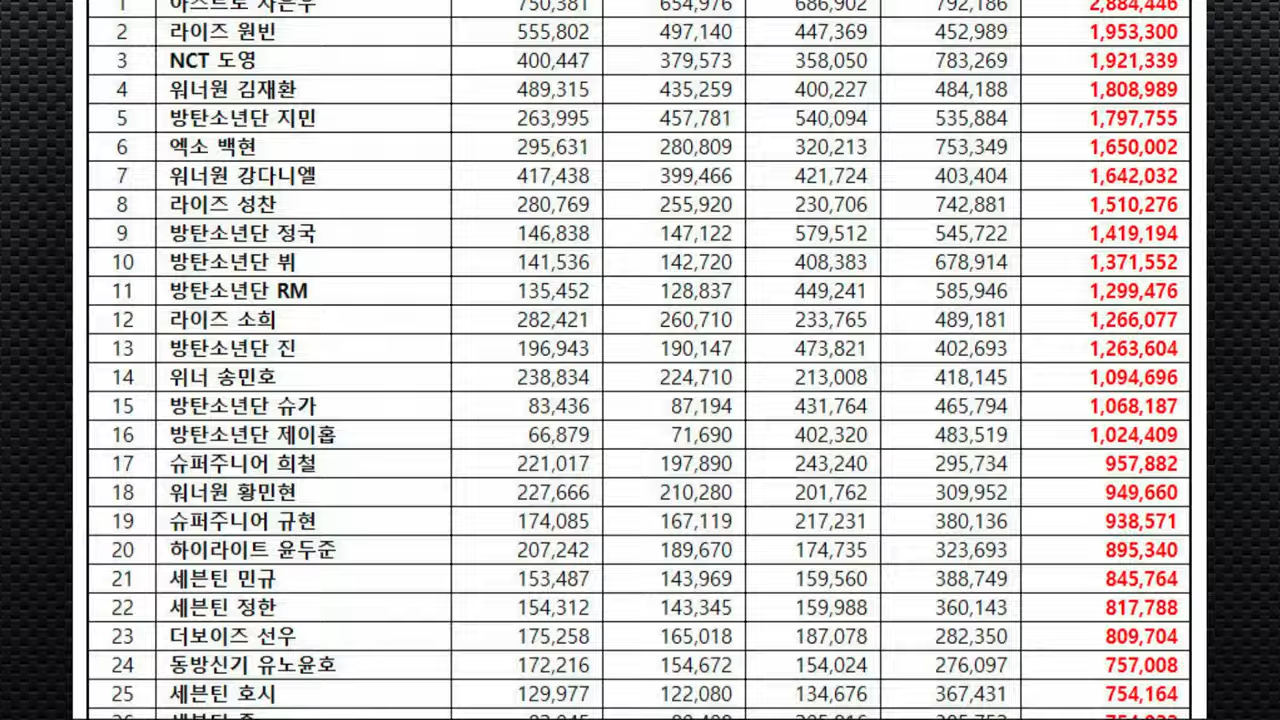 1 아스트로 차은우 750,381 654,976 686,902 792,186 2,884,446
2 라이즈 원빈 555,802 497,140 447,369 452,989 1,953,300
3 NCT 도영 400,447 379,573 358,050 783,269 1,921,339
4 워너원 김재환 489,315 435,259 400,227 484,188 1,808,989
5 방탄소년단 지민 263,995 457,781 540,094 535,884 1,797,755
6 엑소 백현 295,631 280,809 320,213 753,349 1,650,002
7 워너원 강다니엘 417,438 399,466 421,724 403,404 1,642,032
8 라이즈 성찬 280,769 255,920 230,706 742,881 1,510,276
9 방탄소년단 정국 146,838 147,122 579,512 545,722 1,419,194
10 방탄소년단 뷔 141,536 142,720 408,383 678,914 1,371,552
11 방탄소년단 RM 135,452 128,837 449,241 585,946 1,299,476
12 라이즈 소희 282,421 260,710 233,765 489,181 1,266,077
13 방탄소년단 진 196,943 190,147 473,821 402,693 1,263,604
14 위너 송민호 238,834 224,710 213,008 418,145 1,094,696
15 방탄소년단 슈가 83,436 87,194 431,764 465,794 1,068,187
16 방탄소년단 제이홉 66,879 71,690 402,320 483,519 1,024,409
17 슈퍼주니어 희철 221,017 197,890 243,240 295,734 957,882
18 워너원 황민현 227,666 210,280 201,762 309,952 949,660
19 슈퍼주니어 규현 174,085 167,119 217,231 380,136 938,571
20 하이라이트 윤두준 207,242 189,670 174,735 323,693 895,340
21 세븐틴 민규 153,487 143,969 159,560 388,749 845,764
22 세븐틴 정한 154,312 143,345 159,988 360,143 817,788
23 더보이즈 선우 175,258 165,018 187,078 282,350 809,704
24 동방신기 유노윤호 172,216 154,672 154,024 276,097 757,008
25 세븐틴 호시 129,977 122,080 134,676 367,431 754,164